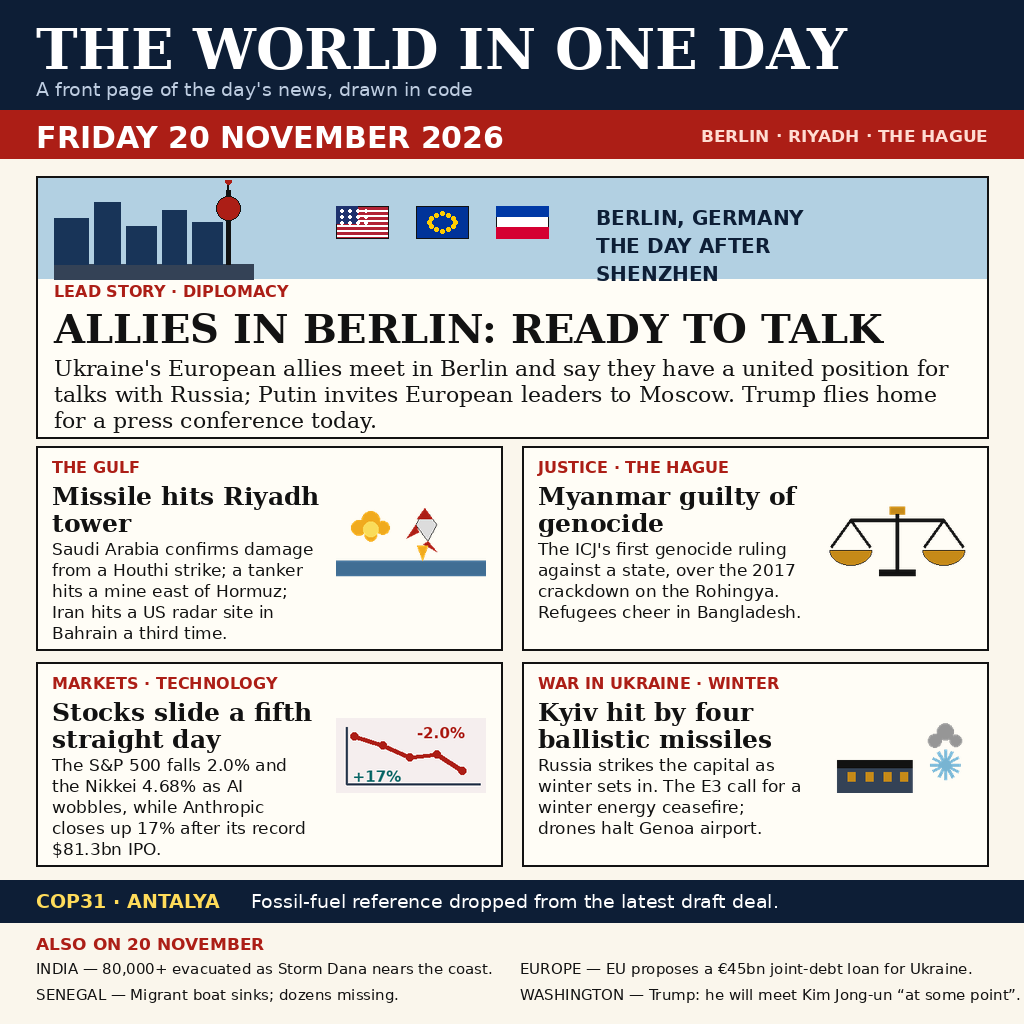 THE WORLD IN ONE DAY
A front page of the day's news, drawn in code
FRIDAY 20 NOVEMBER 2026
BERLIN · RIYADH · THE HAGUE
BERLIN, GERMANY
THE DAY AFTER
SHENZHEN
LEAD STORY · DIPLOMACY
ALLIES IN BERLIN: READY TO TALK
Ukraine's European allies meet in Berlin and say they have a united position for
talks with Russia; Putin invites European leaders to Moscow. Trump flies home
for a press conference today.
THE GULF
Missile hits Riyadh
tower
Saudi Arabia confirms damage
from a Houthi strike; a tanker
hits a mine east of Hormuz;
Iran hits a US radar site in
Bahrain a third time.
JUSTICE · THE HAGUE
Myanmar guilty of
genocide
The ICJ's first genocide ruling
against a state, over the 2017
crackdown on the Rohingya.
Refugees cheer in Bangladesh.
MARKETS · TECHNOLOGY
Stocks slide a fifth
straight day
The S&P 500 falls 2.0% and
the Nikkei 4.68% as AI
wobbles, while Anthropic
closes up 17% after its record
$81.3bn IPO.
-2.0%
+17%
WAR IN UKRAINE · WINTER
Kyiv hit by four
ballistic missiles
Russia strikes the capital as
winter sets in. The E3 call for a
winter energy ceasefire;
drones halt Genoa airport.
COP31 · ANTALYA
Fossil-fuel reference dropped from the latest draft deal.
ALSO ON 20 NOVEMBER
INDIA — 80,000+ evacuated as Storm Dana nears the coast.
EUROPE — EU proposes a €45bn joint-debt loan for Ukraine.
SENEGAL — Migrant boat sinks; dozens missing.
WASHINGTON — Trump: he will meet Kim Jong-un “at some point”.